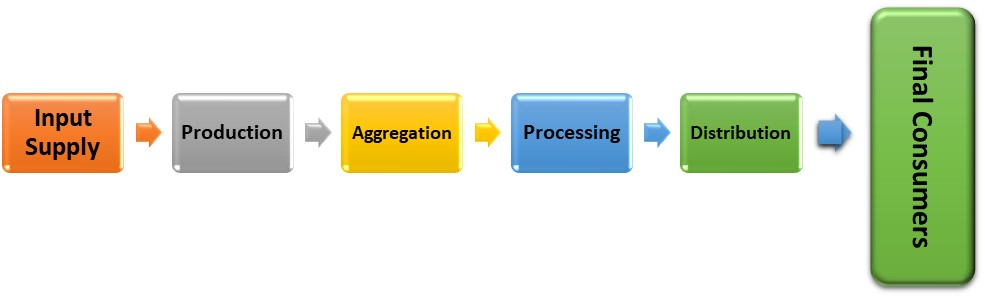 Input
Supply
Production
Aggregation
Processing
Distribution
Final Consumers